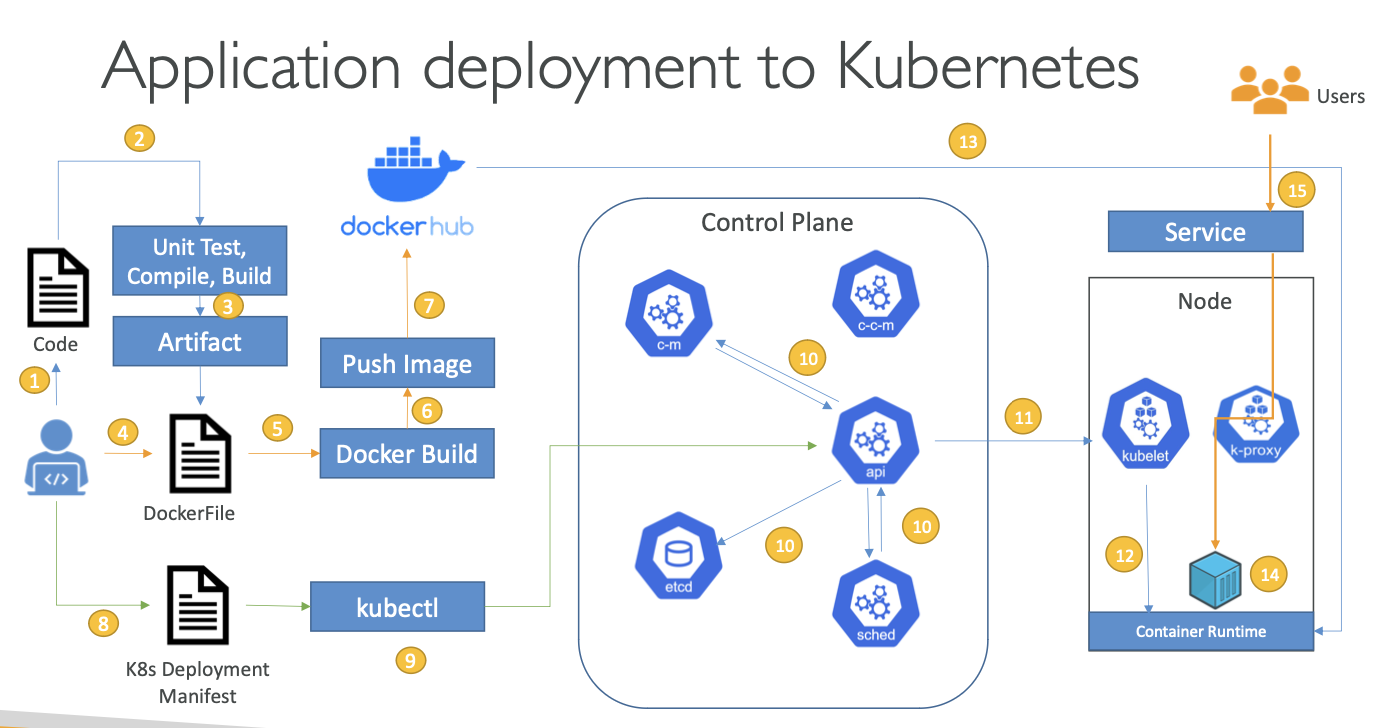 Application deployment to Kubernetes
Users
2
13
15
dockerhub
Control Plane
Service
Unit Test,
Compile, Build
3
7
Node
Code
Artifact
c-m
c-c-m
10
Push Image
1
6
11
4
5
Docker Build
api
kubelet
k-proxy
</>
DockerFile
10
10
12
14
etcd
kubectl
sched
Container Runtime
8
9
K8s Deployment
Manifest